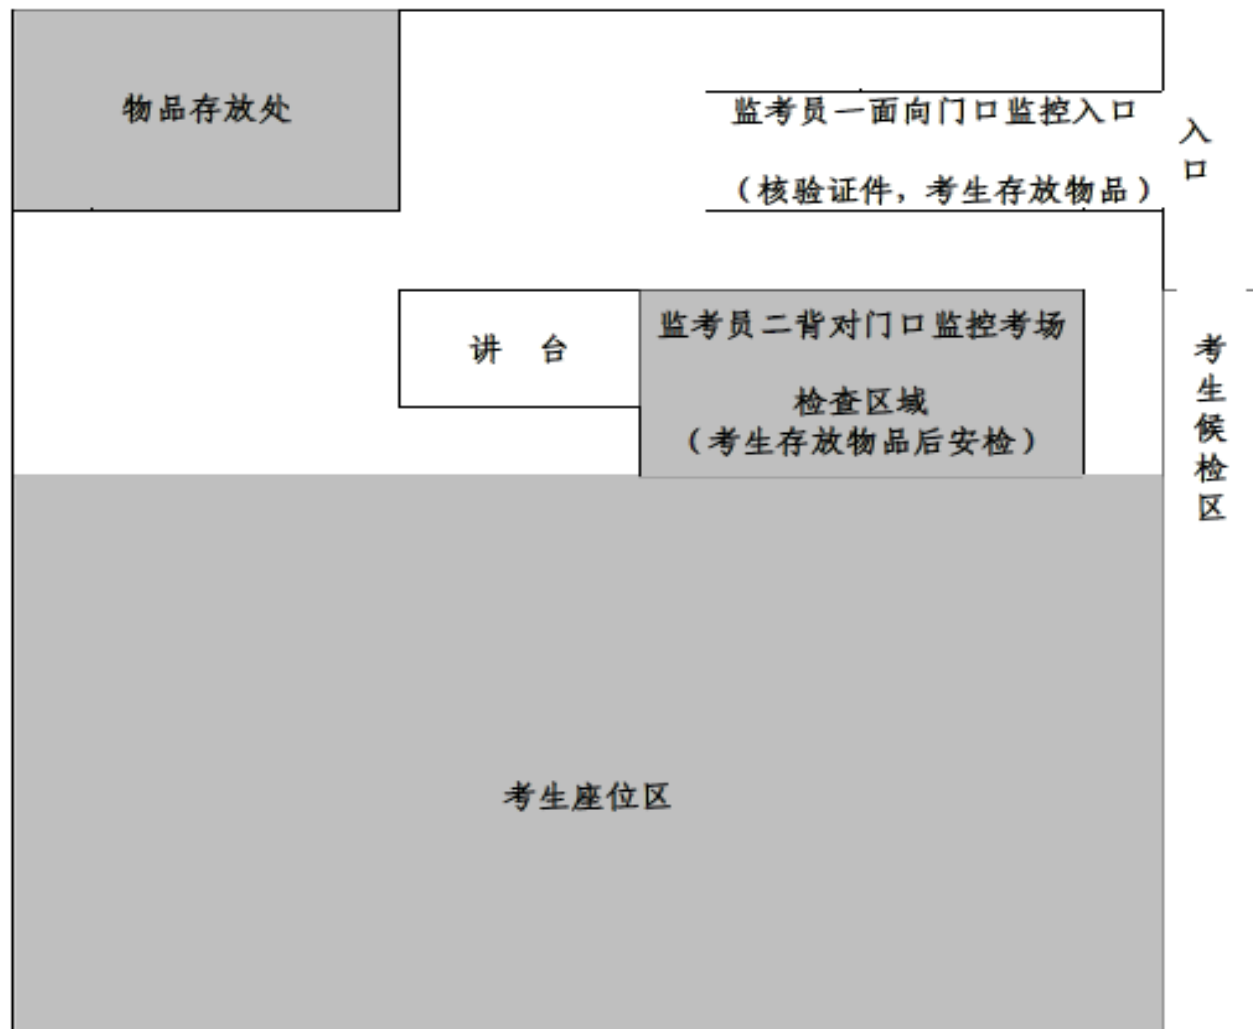 物品存放处
监考员一面向门口监控入口
（核验证件，考生存放物品）
入口
讲 台
监考员二背对门口监控考场
检查区域
（考生存放物品后安检）
考生候检区
考生座位区